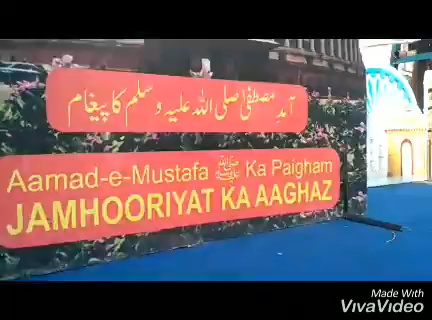 آمدِ مصطفیٰ صلی اللہ علیہ وسلم کا پیغام
Aamad-e-Mustafa ﷺ Ka Paigham
JAMHOORIYAT KA AAGHAZ
Made With
VivaVideo